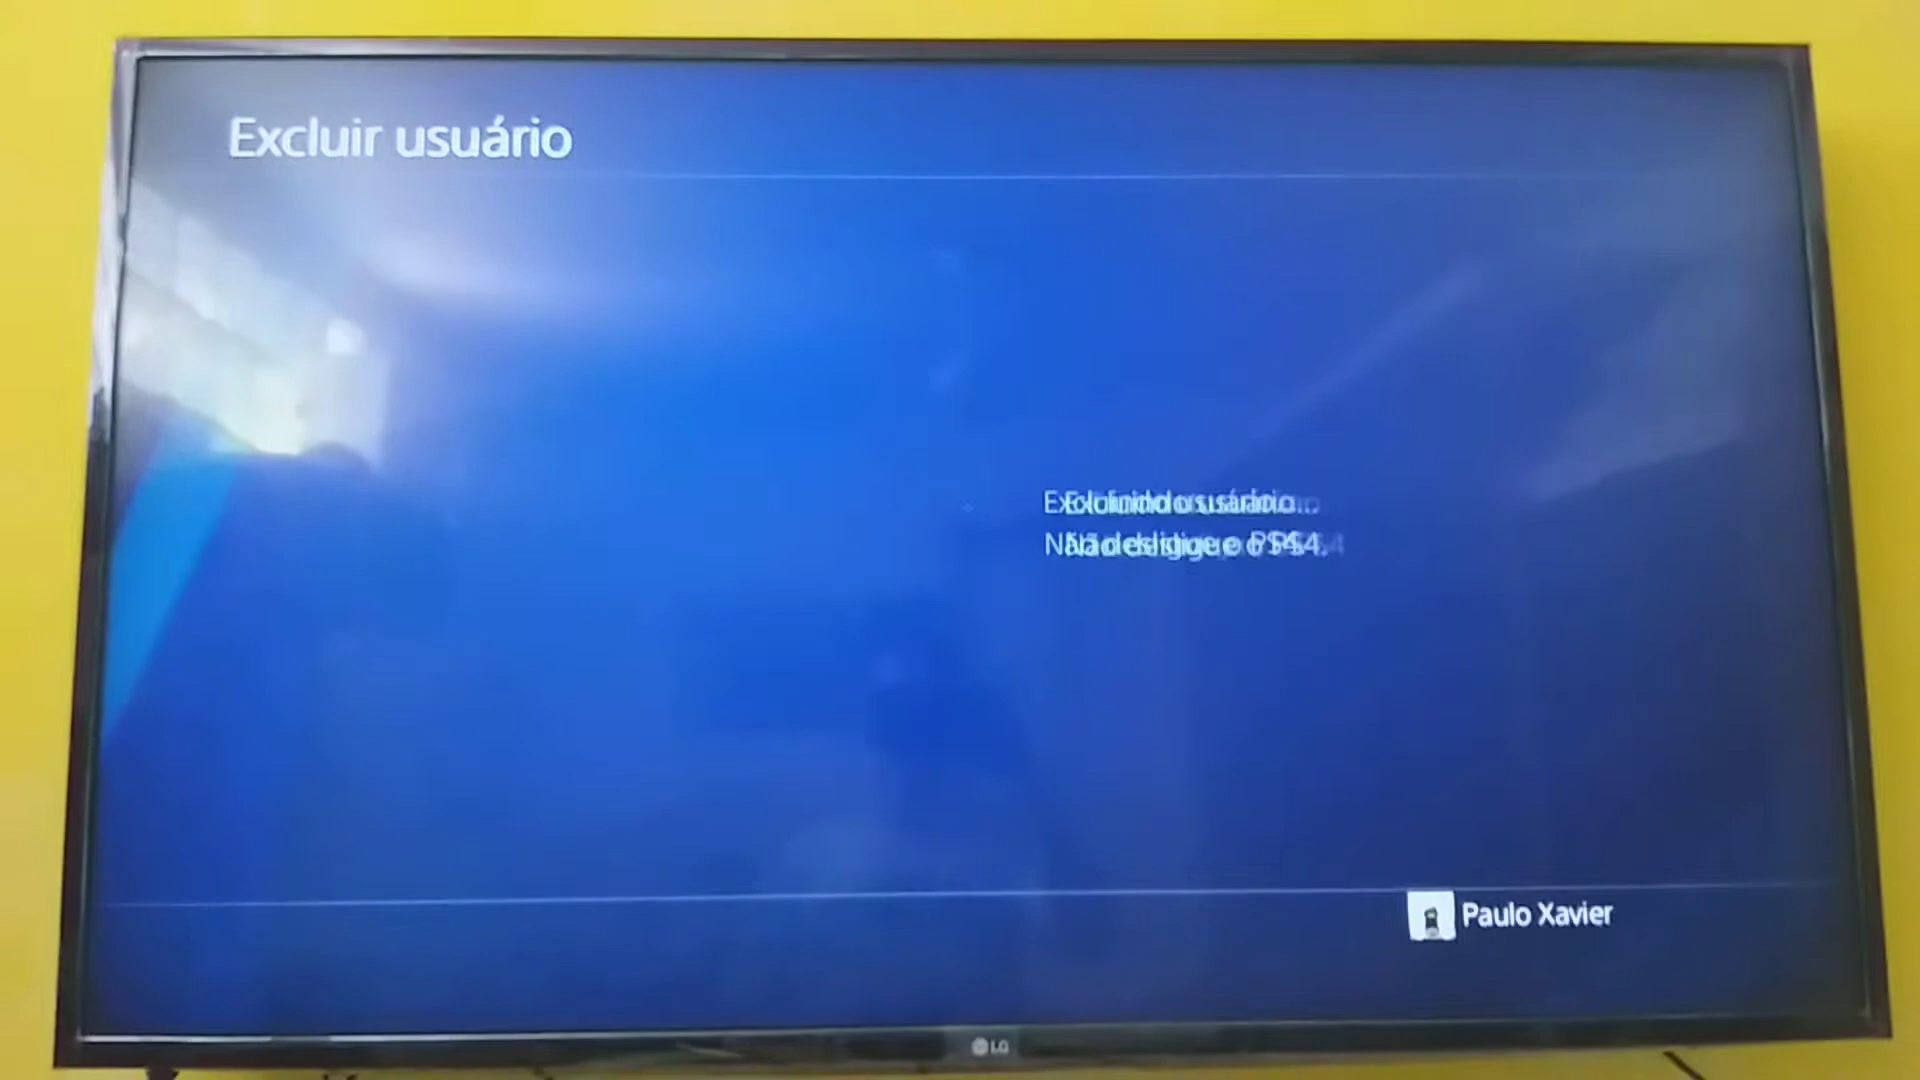 Excluir usuário
Excluindo usuário...
Não desligue o PS4.
Paulo Xavier
LG